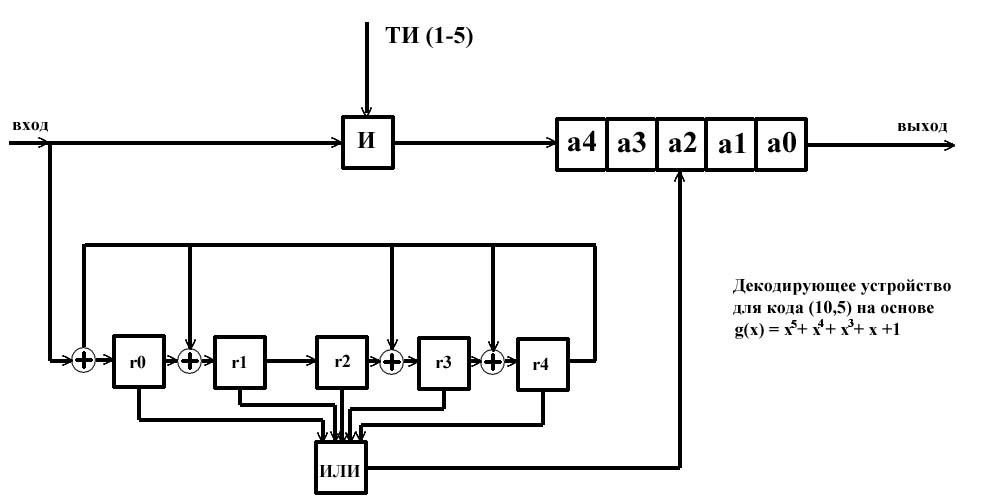 ТИ (1-5)
вход
И
a4 a3 a2 a1 a0
выход
Декодирующее устройство
для кода (10,5) на основе
g(x) = x⁵+ x⁴+ x³+ x +1
r0
r1
r2
r3
r4
ИЛИ